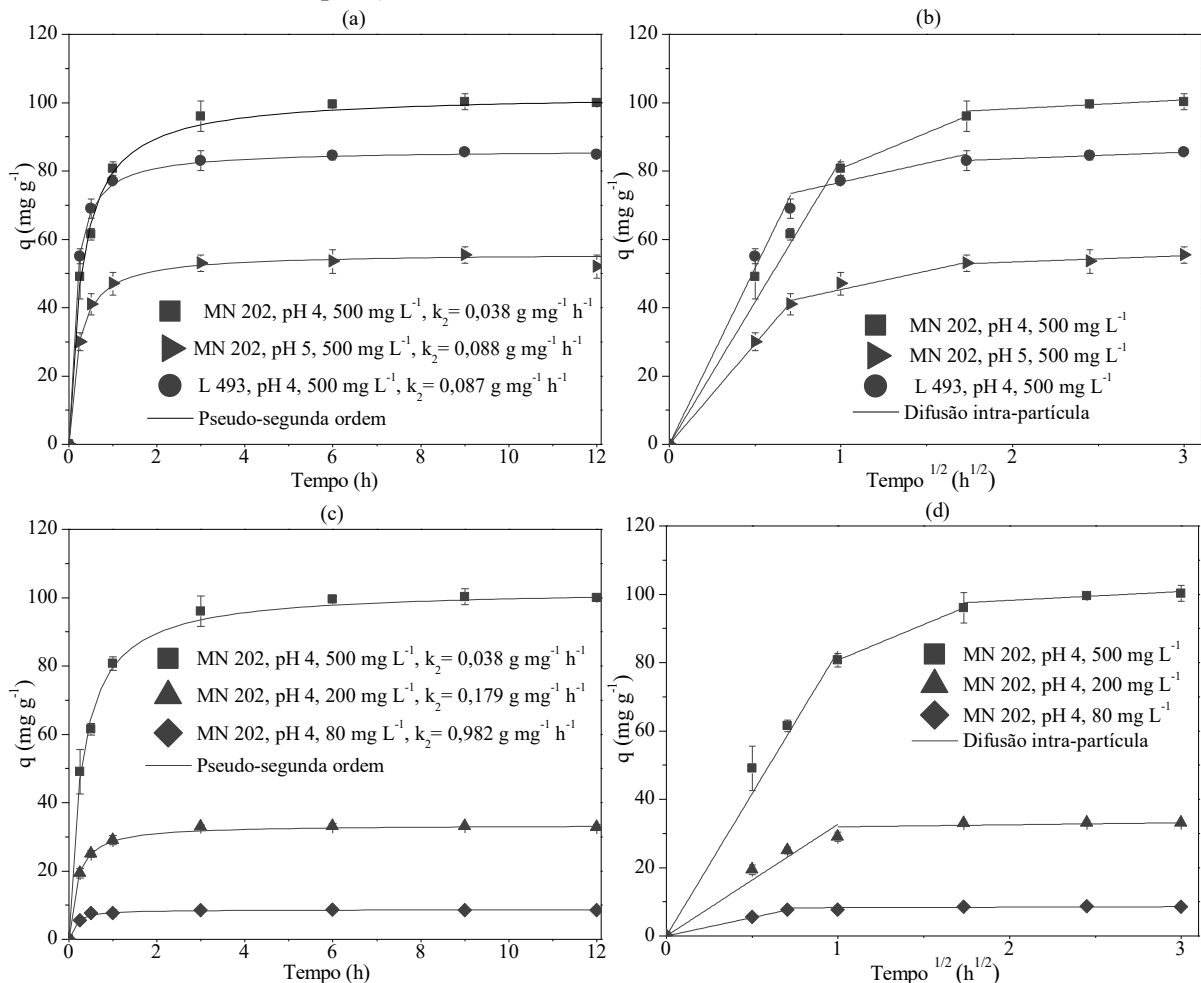 (a)
120
100
80
60
40
20
0
q (mg g⁻¹)
MN 202, pH 4, 500 mg L⁻¹, k₂= 0,038 g mg⁻¹ h⁻¹
MN 202, pH 5, 500 mg L⁻¹, k₂= 0,088 g mg⁻¹ h⁻¹
L 493, pH 4, 500 mg L⁻¹, k₂= 0,087 g mg⁻¹ h⁻¹
Pseudo-segunda ordem
0 2 4 6 8 10 12
Tempo (h)
(b)
120
100
80
60
40
20
0
q (mg g⁻¹)
MN 202, pH 4, 500 mg L⁻¹
MN 202, pH 5, 500 mg L⁻¹
L 493, pH 4, 500 mg L⁻¹
Difusão intra-partícula
0 1 2 3
Tempo ¹/² (h¹/²)
(c)
120
100
80
60
40
20
0
q (mg g⁻¹)
MN 202, pH 4, 500 mg L⁻¹, k₂= 0,038 g mg⁻¹ h⁻¹
MN 202, pH 4, 200 mg L⁻¹, k₂= 0,179 g mg⁻¹ h⁻¹
MN 202, pH 4, 80 mg L⁻¹, k₂= 0,982 g mg⁻¹ h⁻¹
Pseudo-segunda ordem
0 2 4 6 8 10 12
Tempo (h)
(d)
120
100
80
60
40
20
0
q (mg g⁻¹)
MN 202, pH 4, 500 mg L⁻¹
MN 202, pH 4, 200 mg L⁻¹
MN 202, pH 4, 80 mg L⁻¹
Difusão intra-partícula
0 1 2 3
Tempo ¹/² (h¹/²)